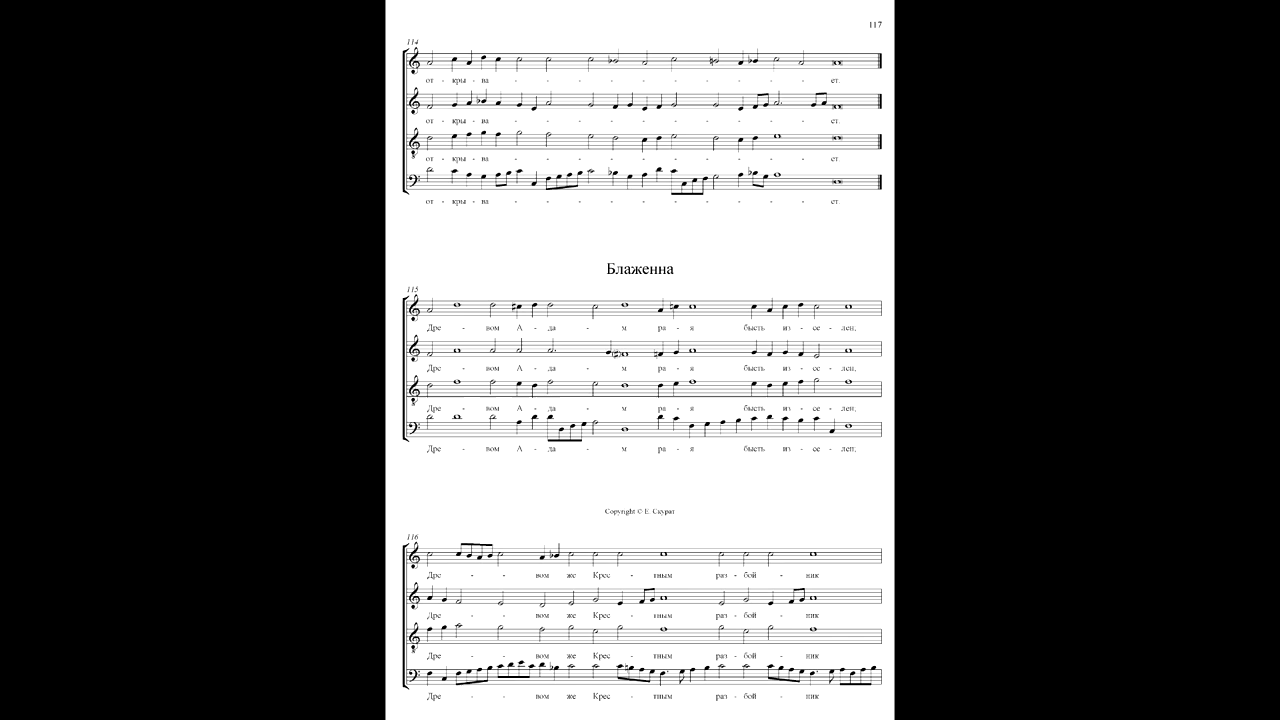 117
114
от - кры - ва - - - - - - - - - - ет.
от - кры - ва - - - - - - - - - - ет.
от - кры - ва - - - - - - - - - - ет
от - кры - ва - - - - - - - - - - ет.
Блаженна
115
Дре - вом А - да - м ра - я бысть из - се - лен,
Дре - вом А - да - м ра - я бысть из - се - лен,
Дре - вом А - да - м ра - я бысть из - се - лен,
Дре - вом А - да - м ра - я бысть из - се - лен,
Copyright © Е. Скурат
116
Дре - - - вом же Крес - тным раз - бой - ник
Дре - - - вом же Крес - тным раз - бой - ник
Дре - - - вом же Крес - тным раз - бой - ник
Дре - - - вом же Крес - тным раз - бой - ник